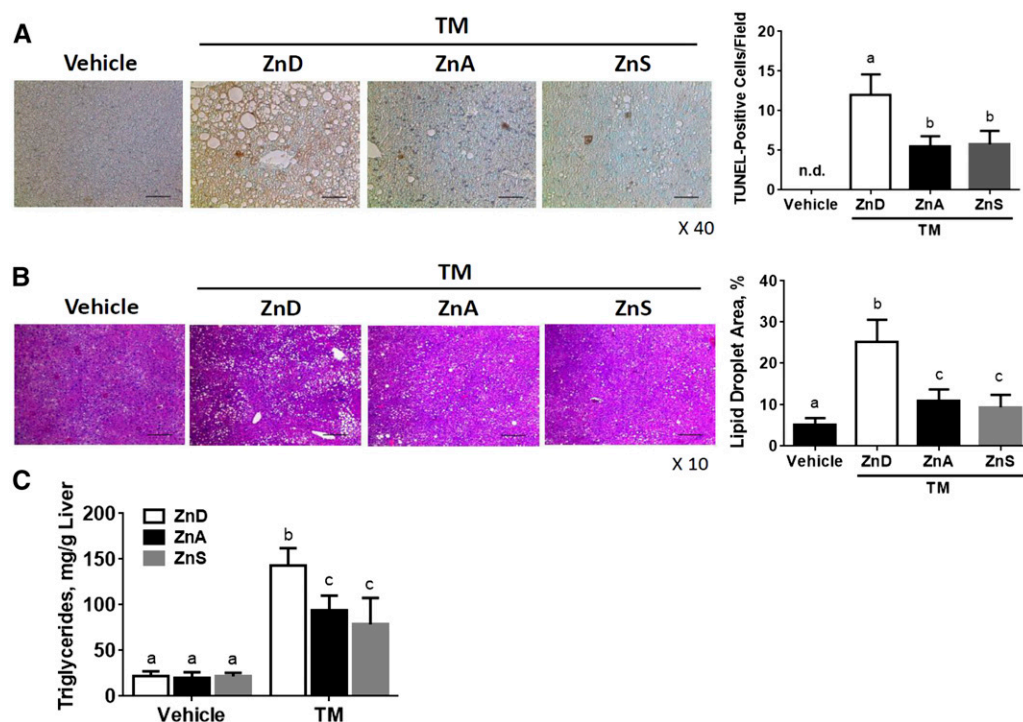 A
TM
Vehicle ZnD ZnA ZnS
X 40
TUNEL-Positive Cells/Field
20
15
10
5
0
n.d. a b b
Vehicle ZnD ZnA ZnS
TM
B
TM
Vehicle ZnD ZnA ZnS
X 10
Lipid Droplet Area, %
40
30
20
10
0
a b c c
Vehicle ZnD ZnA ZnS
TM
C
Triglycerides, mg/g Liver
200
150
100
50
0
ZnD
ZnA
ZnS
a a a b c c
Vehicle TM